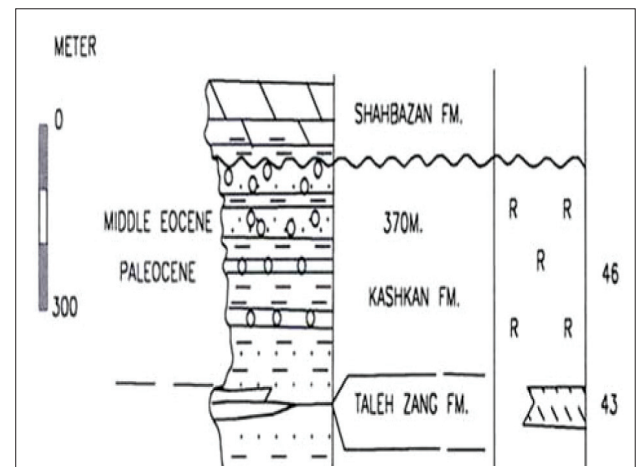 METER
0
SHAHBAZAN FM.
MIDDLE EOCENE
370M.
R R
PALEOCENE
R
46
300
KASHKAN FM.
R R
TALEH ZANG FM.
43